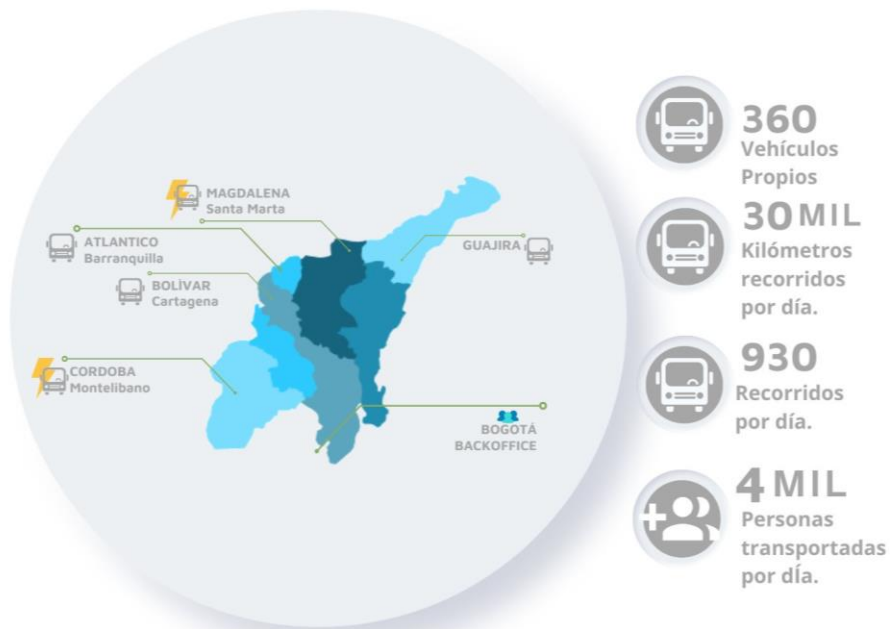 MAGDALENA
Santa Marta
ATLANTICO
Barranquilla
GUAJIRA
BOLÍVAR
Cartagena
CORDOBA
Montelibano
BOGOTÁ
BACKOFFICE
360
Vehículos
Propios
30 MIL
Kilómetros
recorridos
por día.
930
Recorridos
por día.
4 MIL
Personas
transportadas
por dÍa.